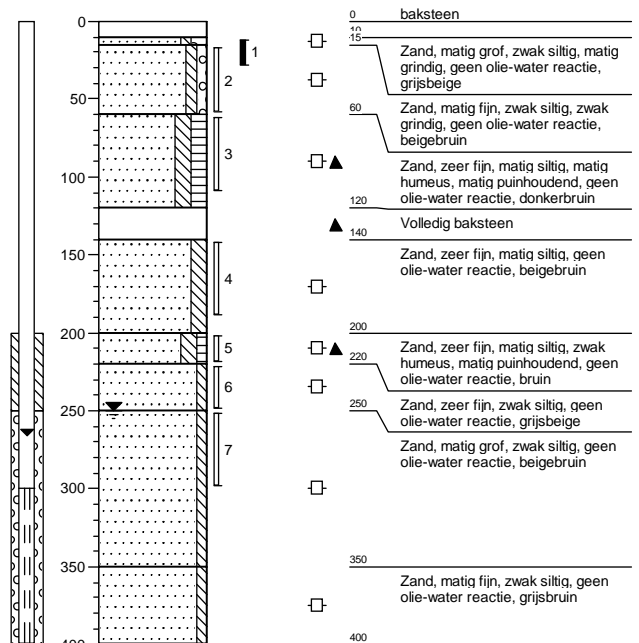 0
50
100
150
200
250
300
350
400
1
2
3
4
5
6
7
0
baksteen
10
15
Zand, matig grof, zwak siltig, matig
grindig, geen olie-water reactie,
grijsbeige
60
Zand, matig fijn, zwak siltig, zwak
grindig, geen olie-water reactie,
beigebruin
Zand, zeer fijn, matig siltig, matig
humeus, matig puinhoudend, geen
olie-water reactie, donkerbruin
120
Volledig baksteen
140
Zand, zeer fijn, matig siltig, geen
olie-water reactie, beigebruin
200
Zand, zeer fijn, matig siltig, zwak
humeus, matig puinhoudend, geen
olie-water reactie, bruin
220
Zand, zeer fijn, zwak siltig, geen
olie-water reactie, grijsbeige
250
Zand, matig grof, zwak siltig, geen
olie-water reactie, beigebruin
350
Zand, matig fijn, zwak siltig, geen
olie-water reactie, grijsbruin
400